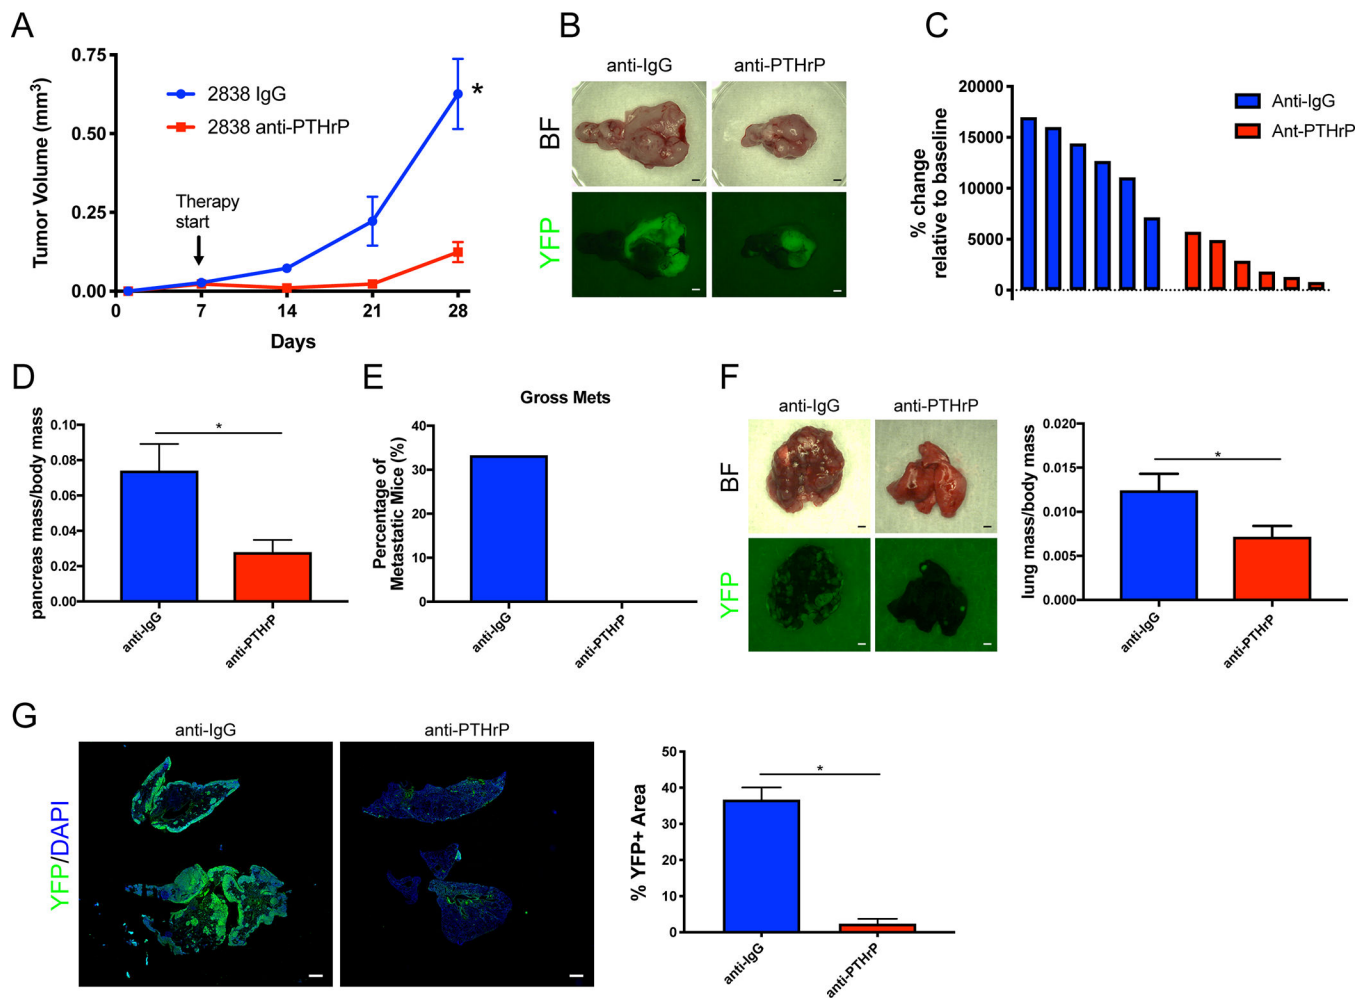 A
Tumor Volume (mm³)
0.75
0.50
0.25
0.00
2838 IgG
2838 anti-PTHrP
Therapy
start
*
0
7
14
21
28
Days
B
anti-IgG
anti-PTHrP
BF
YFP
C
% change
relative to baseline
20000
15000
10000
5000
0
Anti-IgG
Ant-PTHrP
D
pancreas mass/body mass
0.10
0.08
0.06
0.04
0.02
0.00
*
anti-IgG
anti-PTHrP
E
Gross Mets
Percentage of
Metastatic Mice (%)
40
30
20
10
0
anti-IgG
anti-PTHrP
F
anti-IgG
anti-PTHrP
BF
YFP
lung mass/body mass
0.020
0.015
0.010
0.005
0.000
*
anti-IgG
anti-PTHrP
G
anti-IgG
anti-PTHrP
YFP/DAPI
% YFP+ Area
50
40
30
20
10
0
*
anti-IgG
anti-PTHrP